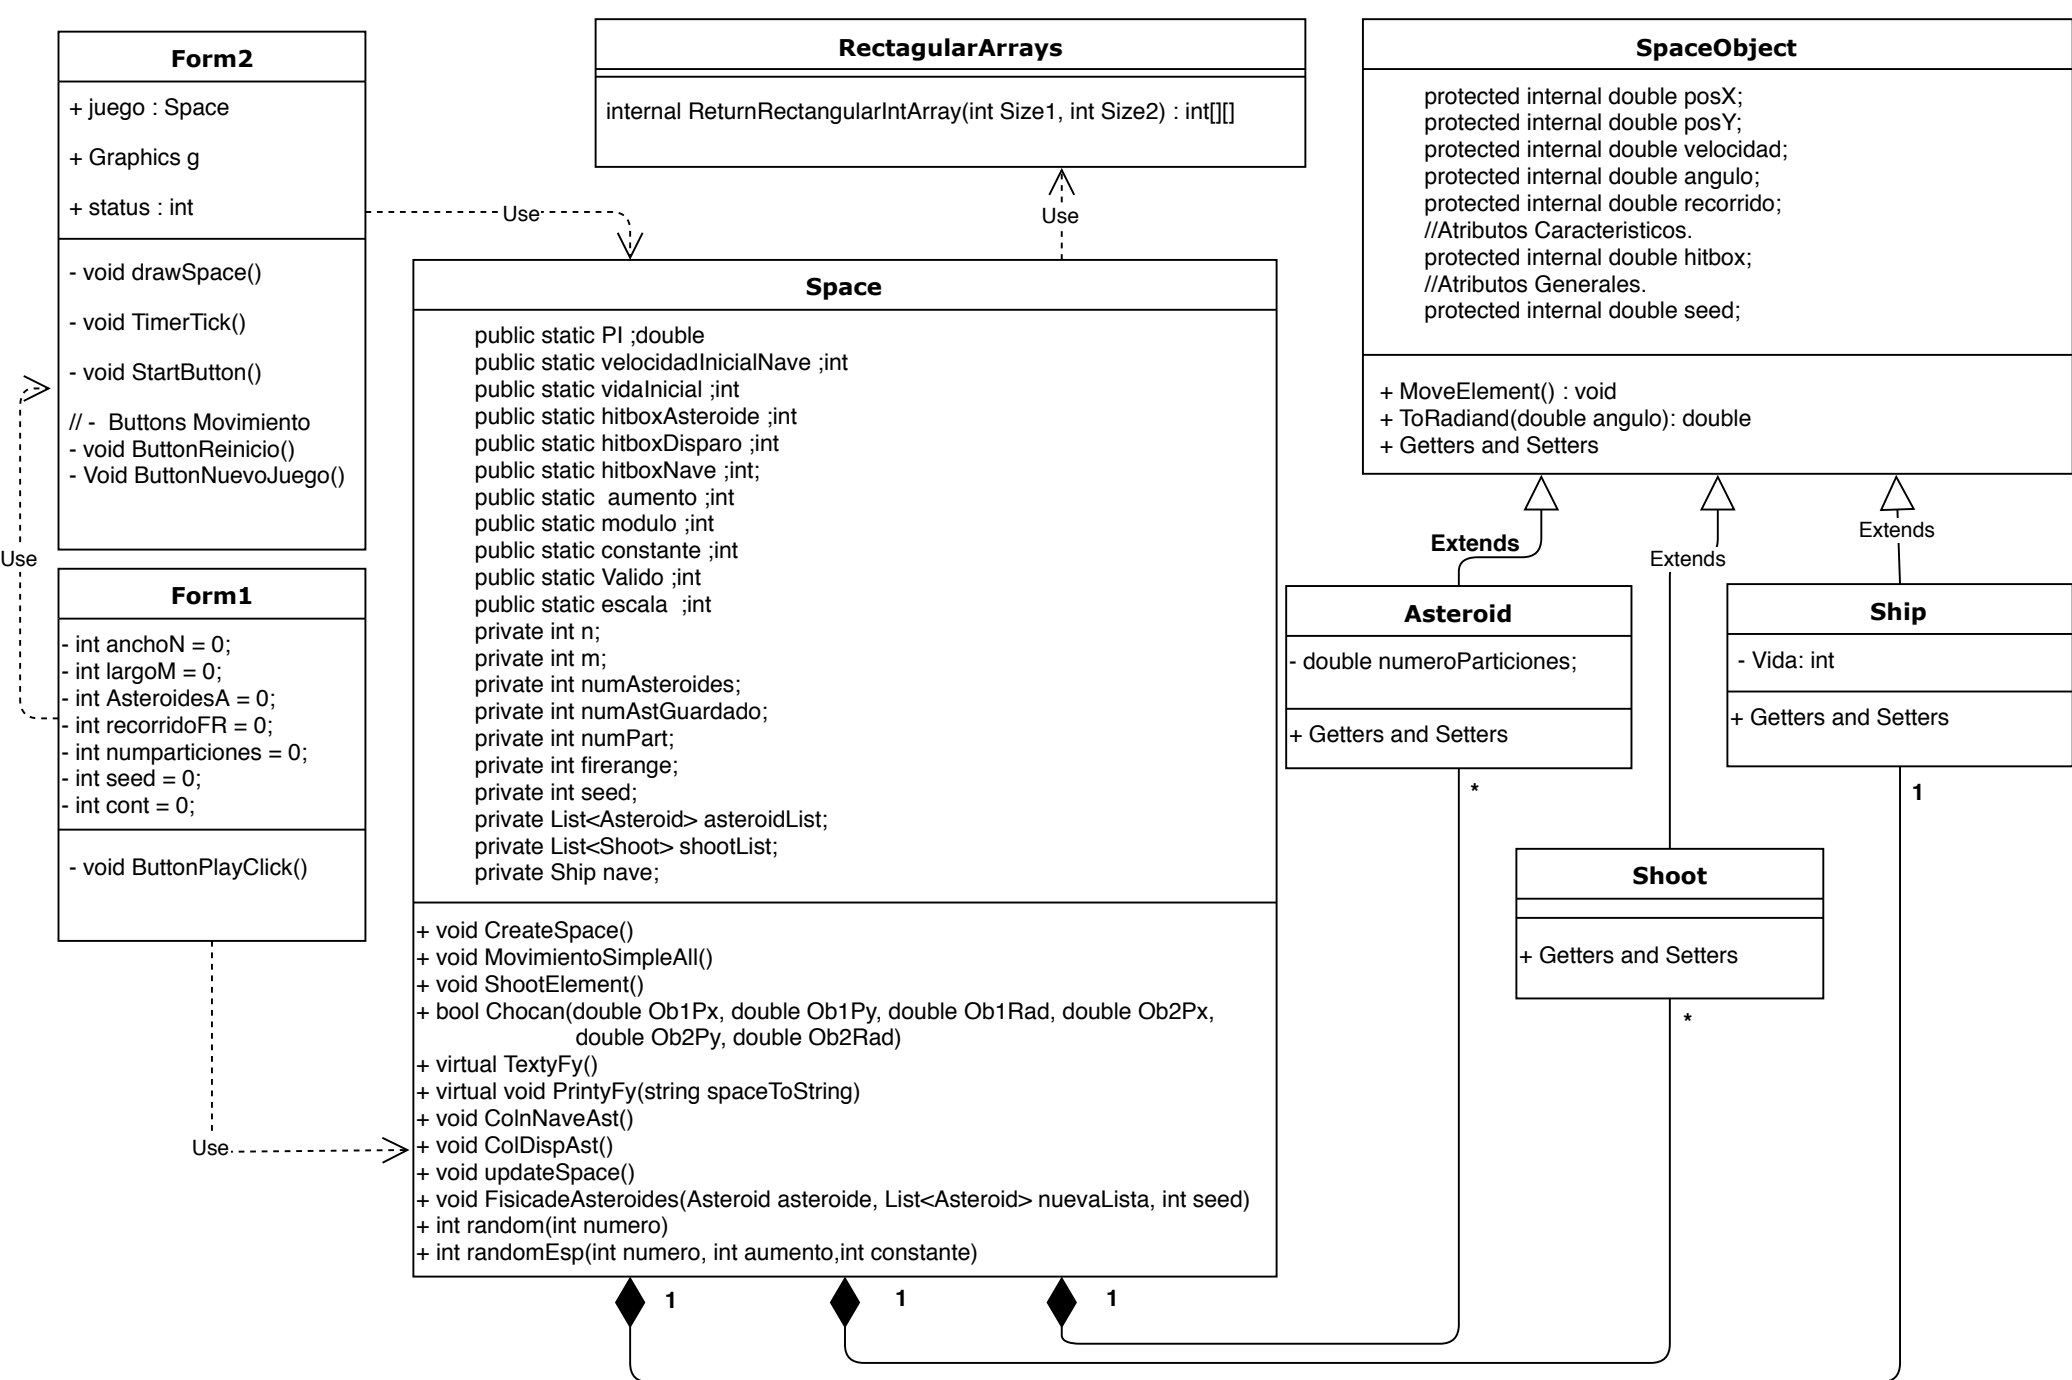 Form2
+ juego : Space
+ Graphics g
+ status : int
- void drawSpace()
- void TimerTick()
- void StartButton()
// -  Buttons Movimiento
- void ButtonReinicio()
- Void ButtonNuevoJuego()
Use
Form1
- int anchoN = 0;
- int largoM = 0;
- int AsteroidesA = 0;
- int recorridoFR = 0;
- int numparticiones = 0;
- int seed = 0;
- int cont = 0;
- void ButtonPlayClick()
Use
Use
RectagularArrays
internal ReturnRectangularIntArray(int Size1, int Size2) : int[][]
Use
Space
public static PI ;double
public static velocidadInicialNave ;int
public static vidaInicial ;int
public static hitboxAsteroide ;int
public static hitboxDisparo ;int
public static hitboxNave ;int;
public static  aumento ;int
public static modulo ;int
public static constante ;int
public static Valido ;int
public static escala  ;int
private int n;
private int m;
private int numAsteroides;
private int numAstGuardado;
private int numPart;
private int firerange;
private int seed;
private List<Asteroid> asteroidList;
private List<Shoot> shootList;
private Ship nave;
+ void CreateSpace()
+ void MovimientoSimpleAll()
+ void ShootElement()
+ bool Chocan(double Ob1Px, double Ob1Py, double Ob1Rad, double Ob2Px,
double Ob2Py, double Ob2Rad)
+ virtual TextyFy()
+ virtual void PrintyFy(string spaceToString)
+ void ColnNaveAst()
+ void ColDispAst()
+ void updateSpace()
+ void FisicadeAsteroides(Asteroid asteroide, List<Asteroid> nuevaLista, int seed)
+ int random(int numero)
+ int randomEsp(int numero, int aumento,int constante)
1
1
1
SpaceObject
protected internal double posX;
protected internal double posY;
protected internal double velocidad;
protected internal double angulo;
protected internal double recorrido;
//Atributos Caracteristicos.
protected internal double hitbox;
//Atributos Generales.
protected internal double seed;
+ MoveElement() : void
+ ToRadiand(double angulo): double
+ Getters and Setters
Extends
Extends
Extends
Asteroid
- double numeroParticiones;
+ Getters and Setters
*
Ship
- Vida: int
+ Getters and Setters
1
Shoot
+ Getters and Setters
*